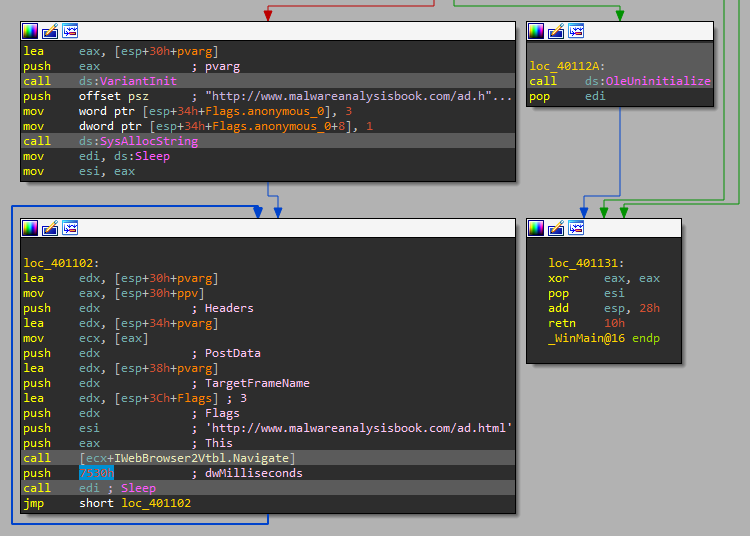 lea eax, [esp+30h+pvarg]
push eax ; pvarg
call ds:VariantInit
push offset psz ; "http://www.malwareanalysisbook.com/ad.h"...
mov word ptr [esp+34h+Flags.anonymous_0], 3
mov dword ptr [esp+34h+Flags.anonymous_0+8], 1
call ds:SysAllocString
mov edi, ds:Sleep
mov esi, eax
loc_40112A:
call ds:OleUninitialize
pop edi
loc_401102:
lea edx, [esp+30h+pvarg]
mov eax, [esp+30h+ppv]
push edx ; Headers
lea edx, [esp+34h+pvarg]
mov ecx, [eax]
push edx ; PostData
lea edx, [esp+38h+pvarg]
push edx ; TargetFrameName
lea edx, [esp+3Ch+Flags] ; 3
push edx ; Flags
push esi ; 'http://www.malwareanalysisbook.com/ad.html'
push eax ; This
call [ecx+IWebBrowser2Vtbl.Navigate]
push 7530h ; dwMilliseconds
call edi ; Sleep
jmp short loc_401102
loc_401131:
xor eax, eax
pop esi
add esp, 28h
retn 10h
_WinMain@16 endp